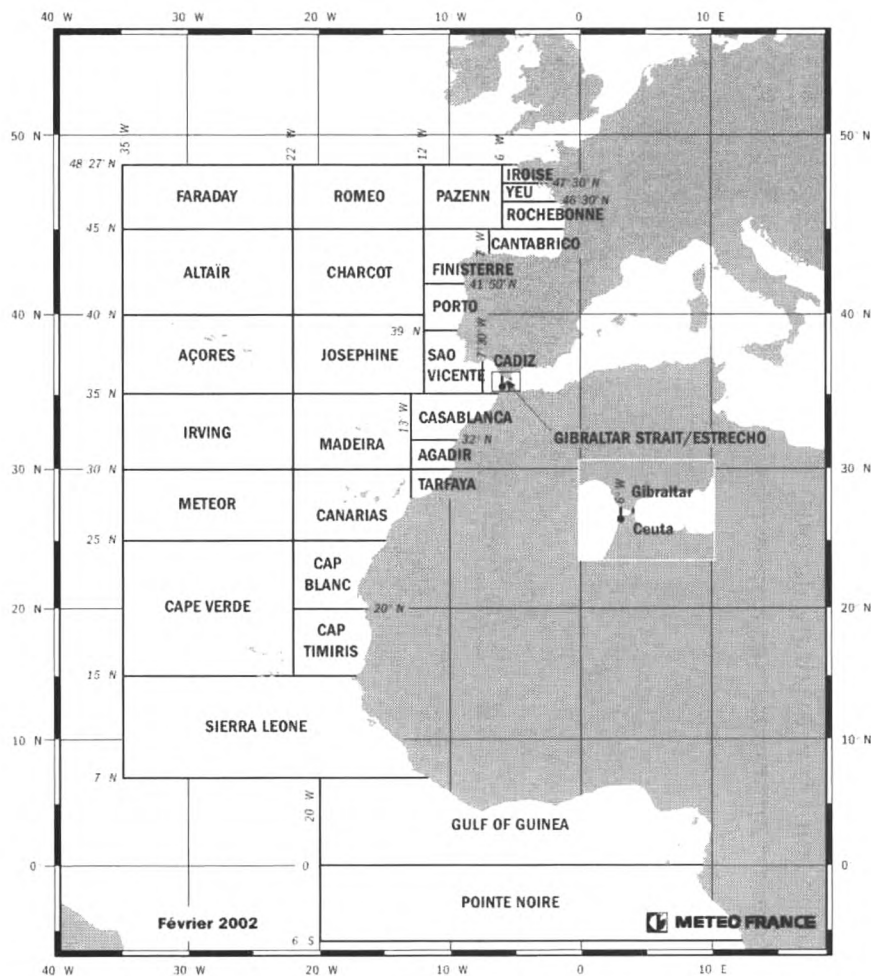 40 W 30 W 20 W 10 W 0 10 E
35 W 22 12 W 6 W
50 N 50° N
48 27' N
IROISE
47° 30' N
FARADAY ROMEO PAZENN YEU
46° 30' N
ROCHEBONNE
45 N
CANTABRICO
ALTAÏR CHARCOT FINISTERRE
41° 50' N
PORTO
40 N 40° N
39 N
7° 30' W
AÇORES JOSEPHINE SAO VICENTE CADIZ
35 N
13 W CASABLANCA
IRVING MADEIRA 32° N GIBRALTAR STRAIT/ESTRECHO
AGADIR
30 N 30° N
TARFAYA
METEOR CANARIAS
6° W Gibraltar
Ceuta
25 N
CAP BLANC
CAPE VERDE
20 N 20° N 20° N
CAP TIMIRIS
15 N
SIERRA LEONE
10 N 10° N
7 N
20 W
GULF OF GUINEA
0 0 0
POINTE NOIRE
Février 2002 METEO FRANCE
6 S
40 W 30 W 20 W 10 W 0 10 E